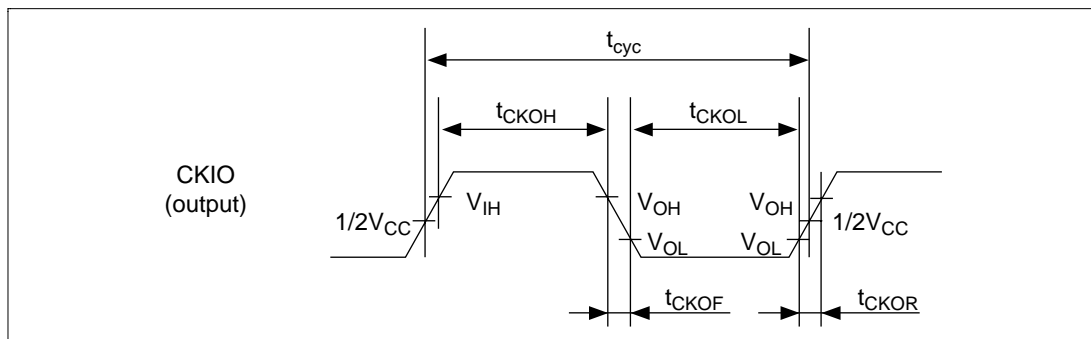 tcyc
tCKOH tCKOL
CKIO
(output)
1/2VCC VIH VOH VOL VOH VOL 1/2VCC
tCKOF tCKOR